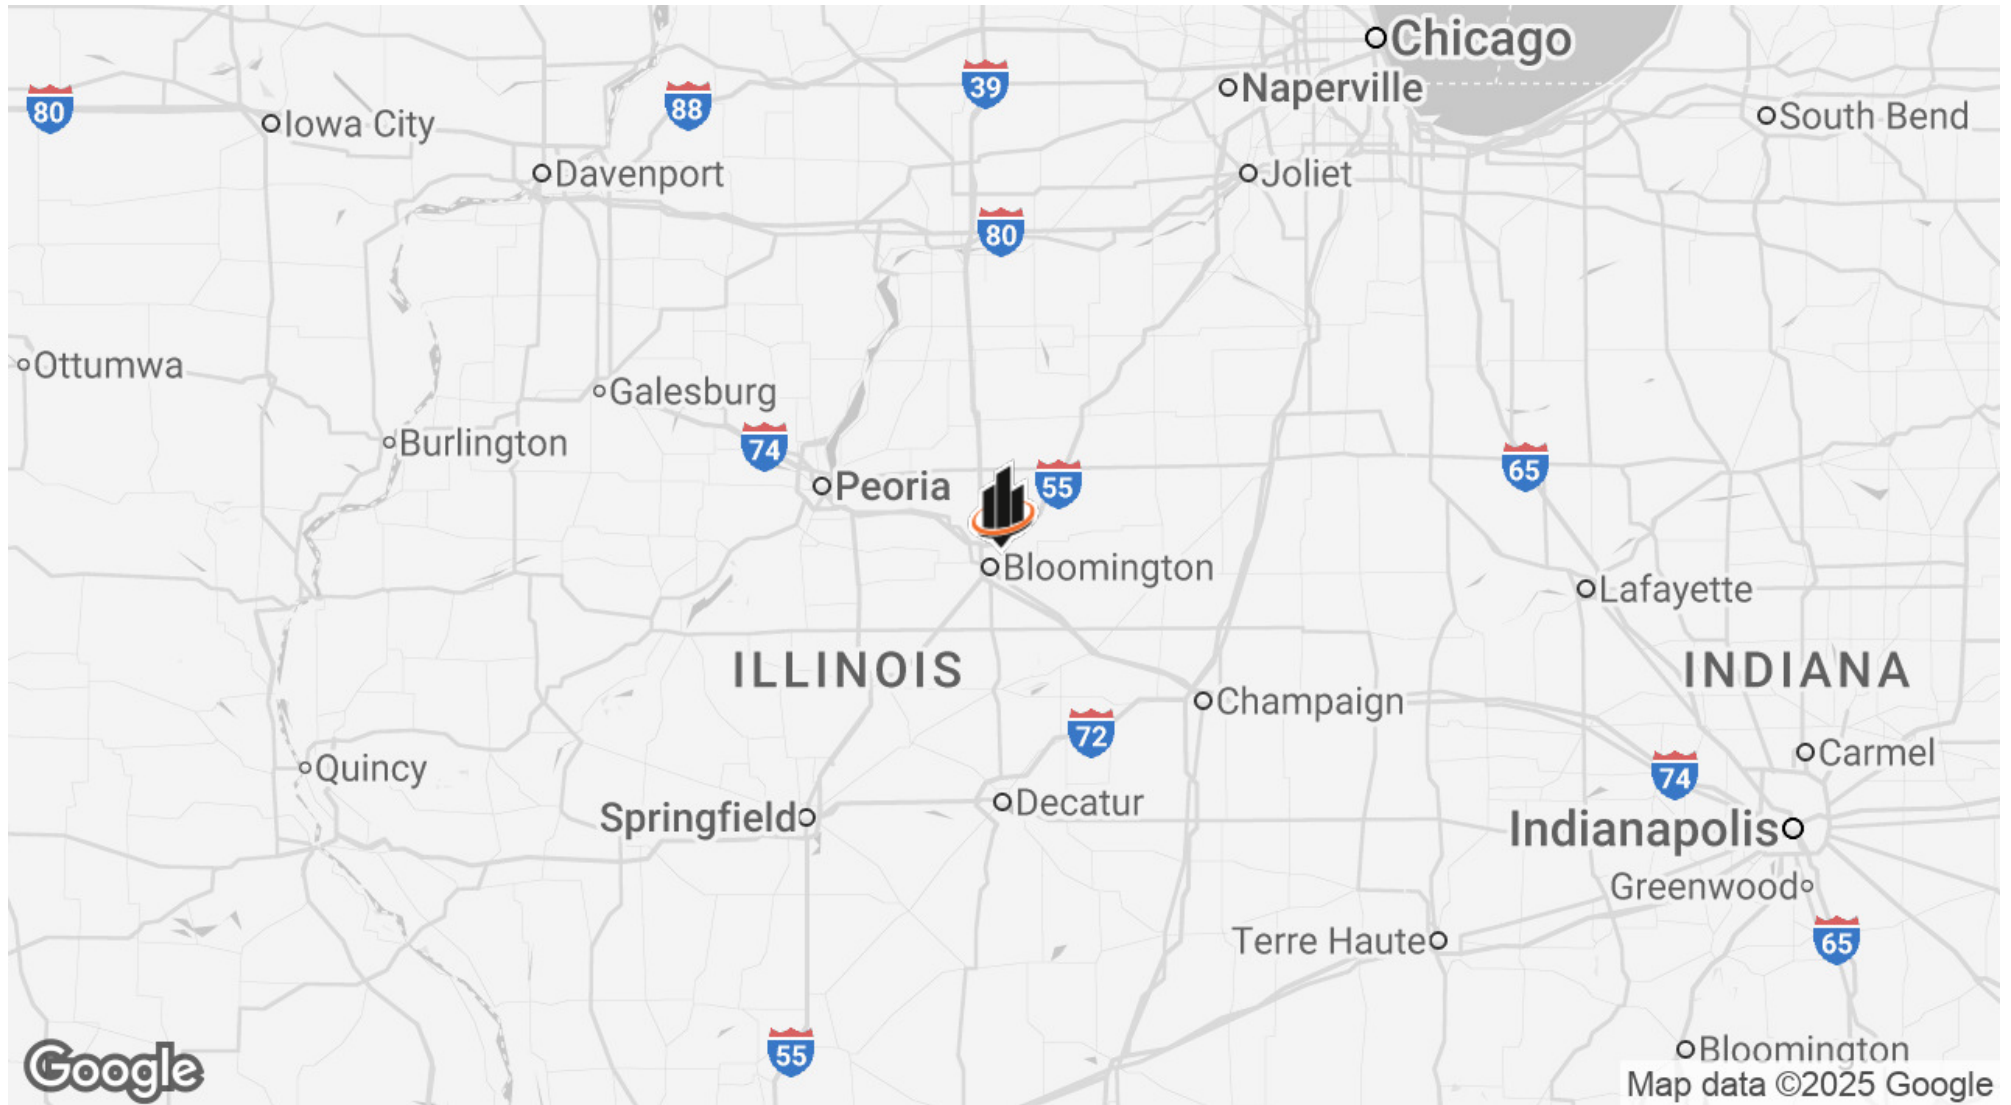 Chicago
39
80
88
Naperville
South Bend
Iowa City
Davenport
Joliet
80
Ottumwa
Galesburg
Burlington
74
65
Peoria
55
Bloomington
Lafayette
ILLINOIS
INDIANA
Champaign
72
Carmel
Quincy
74
Decatur
Springfield
Indianapolis
Greenwood
Terre Haute
65
55
Bloomington
Google
Map data ©2025 Google